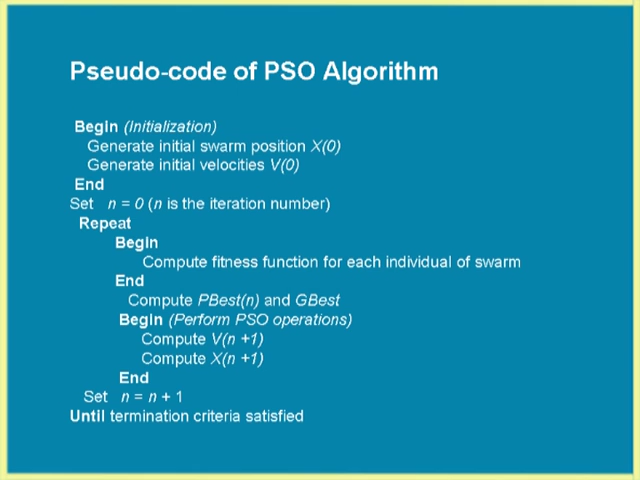 Pseudo-code of PSO Algorithm
Begin (Initialization)
Generate initial swarm position X(0)
Generate initial velocities V(0)
End
Set n = 0 (n is the iteration number)
Repeat
Begin
Compute fitness function for each individual of swarm
End
Compute PBest(n) and GBest
Begin (Perform PSO operations)
Compute V(n +1)
Compute X(n +1)
End
Set n = n + 1
Until termination criteria satisfied